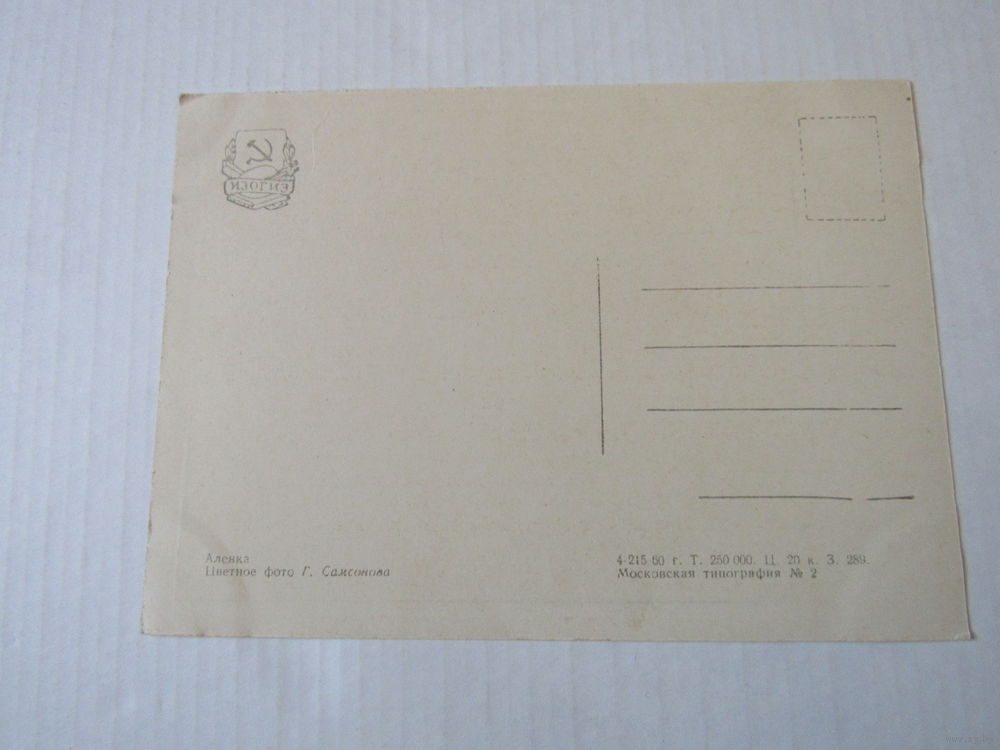 ИЗОГИЗ
Аленка
Цветное фото Г. Самсонова
4-215 60 г. Т. 250 000. Ц. 20 к. З. 289.
Московская типография № 2